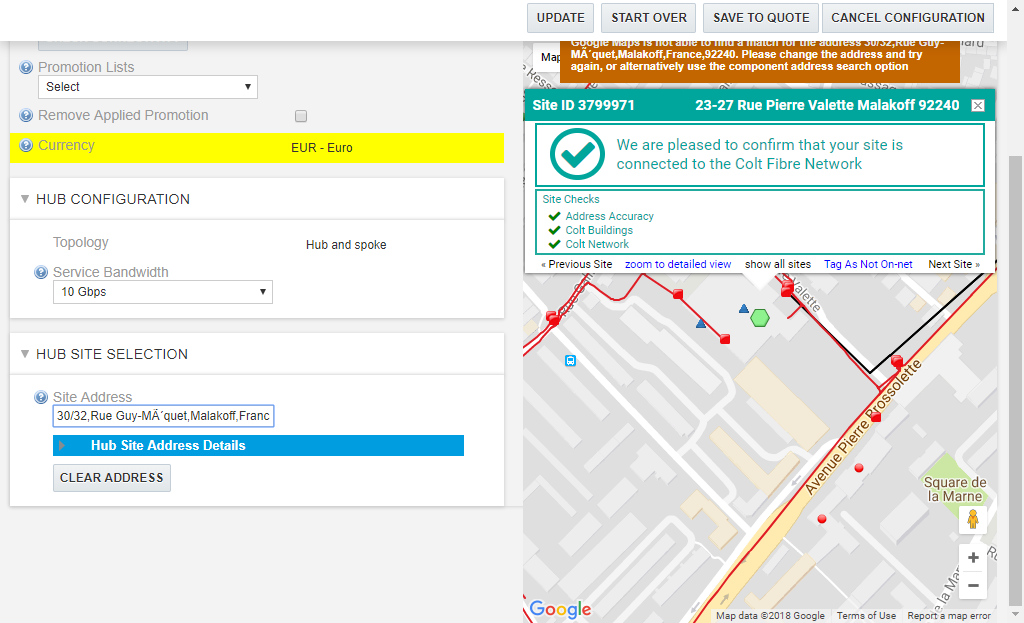 UPDATE
START OVER
SAVE TO QUOTE
CANCEL CONFIGURATION
Promotion Lists
Select
Remove Applied Promotion
Currency
EUR - Euro
HUB CONFIGURATION
Topology
Hub and spoke
Service Bandwidth
10 Gbps
HUB SITE SELECTION
Site Address
30/32,Rue Guy-MÃ´quet,Malakoff,Franc
Hub Site Address Details
CLEAR ADDRESS
Map
Google Maps is not able to find a match for the address 30/32,Rue Guy-
MÃ´quet,Malakoff,France,92240. Please change the address and try
again, or alternatively use the component address search option
Site ID 3799971
23-27 Rue Pierre Valette Malakoff 92240
We are pleased to confirm that your site is
connected to the Colt Fibre Network
Site Checks
Address Accuracy
Colt Buildings
Colt Network
« Previous Site
zoom to detailed view
show all sites
Tag As Not On-net
Next Site »
Valette
Avenue Pierre Brossolette
Square de
la Marne
Google
Map data ©2018 Google
Terms of Use
Report a map error